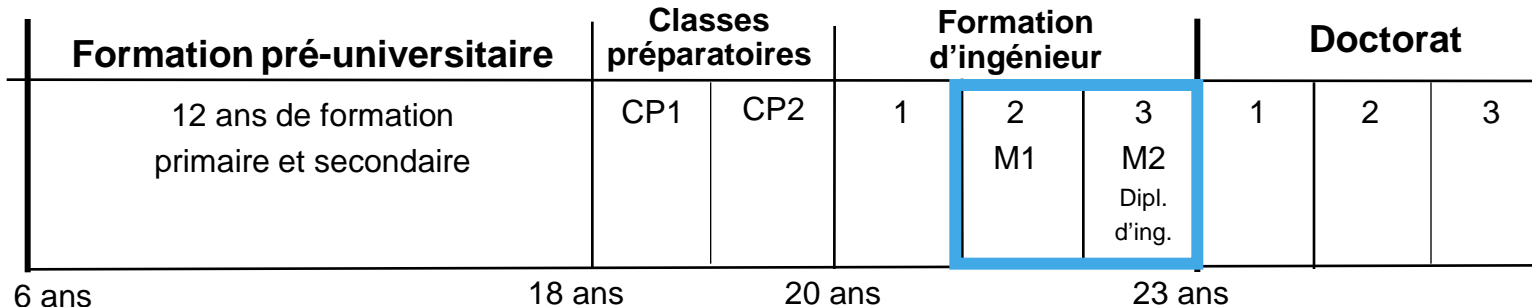 Formation pré-universitaire
Classes
préparatoires
Formation
d’ingénieur
Doctorat
12 ans de formation
primaire et secondaire
CP1
CP2
1
2
M1
3
M2
Dipl.
d’ing.
1
2
3
6 ans
18 ans
20 ans
23 ans